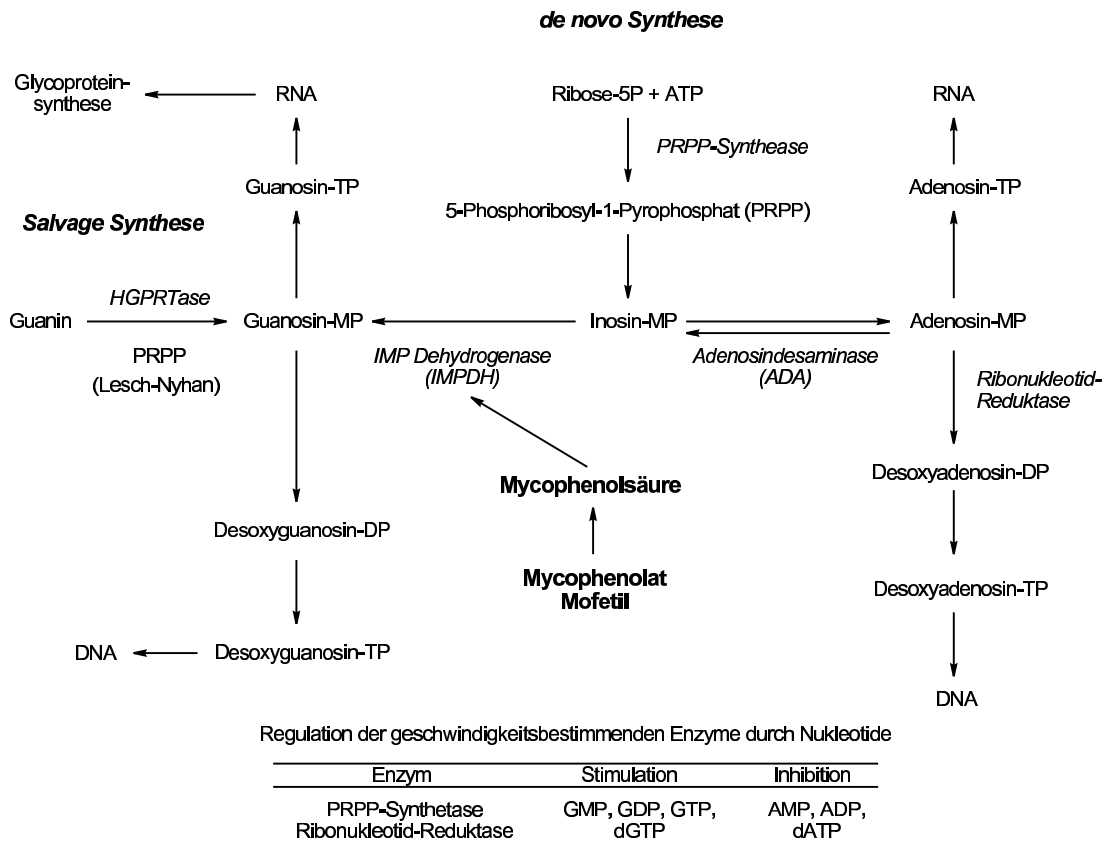 de novo Synthese
Glycoprotein-
synthese
RNA
Ribose-5P + ATP
RNA
PRPP-Synthease
Guanosin-TP
Adenosin-TP
5-Phosphoribosyl-1-Pyrophosphat (PRPP)
Salvage Synthese
HGPRTase
Guanin
Guanosin-MP
Inosin-MP
Adenosin-MP
PRPP
(Lesch-Nyhan)
IMP Dehydrogenase
(IMPDH)
Adenosindesaminase
(ADA)
Ribonukleotid-
Reduktase
Mycophenolsäure
Desoxyadenosin-DP
Desoxyguanosin-DP
Mycophenolat
Mofetil
Desoxyadenosin-TP
DNA
Desoxyguanosin-TP
DNA
Regulation der geschwindigkeitsbestimmenden Enzyme durch Nukleotide
Enzym Stimulation Inhibition
PRPP-Synthetase GMP, GDP, GTP, AMP, ADP,
Ribonukleotid-Reduktase dGTP dATP